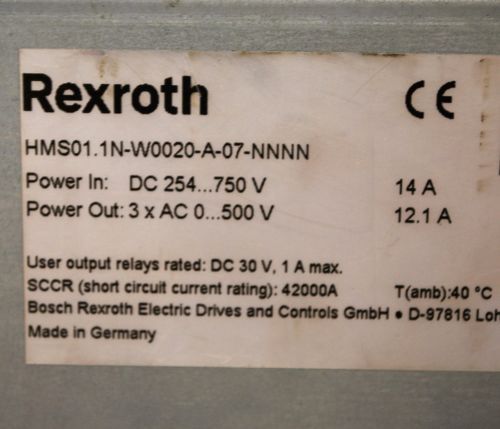 Rexroth CE
HMS01.1N-W0020-A-07-NNNN
Power In: DC 254...750 V 14 A
Power Out: 3 x AC 0...500 V 12.1 A
User output relays rated: DC 30 V, 1 A max.
SCCR (short circuit current rating): 42000A T(amb):40 °C
Bosch Rexroth Electric Drives and Controls GmbH • D-97816 Loh
Made in Germany